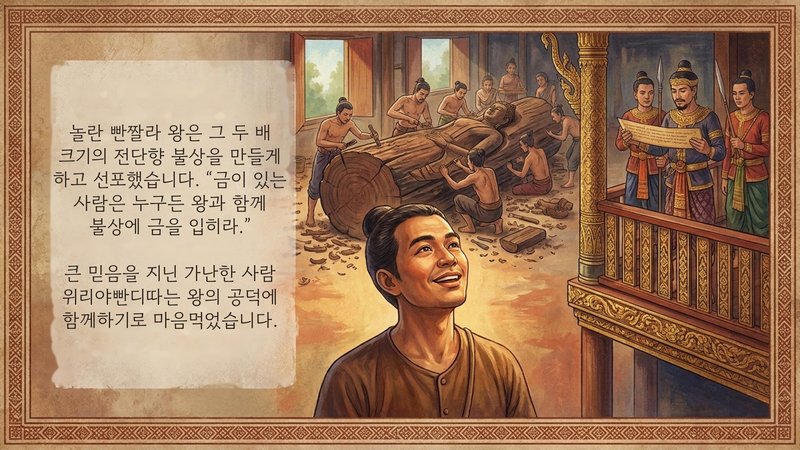 놀란 빤짤라 왕은 그 두 배
크기의 전단향 불상을 만들게
하고 선포했습니다. “금이 있는
사람은 누구든 왕과 함께
불상에 금을 입히라.”
큰 믿음을 지닌 가난한 사람
위리야빤디따는 왕의 공덕에
함께하기로 마음먹었습니다.